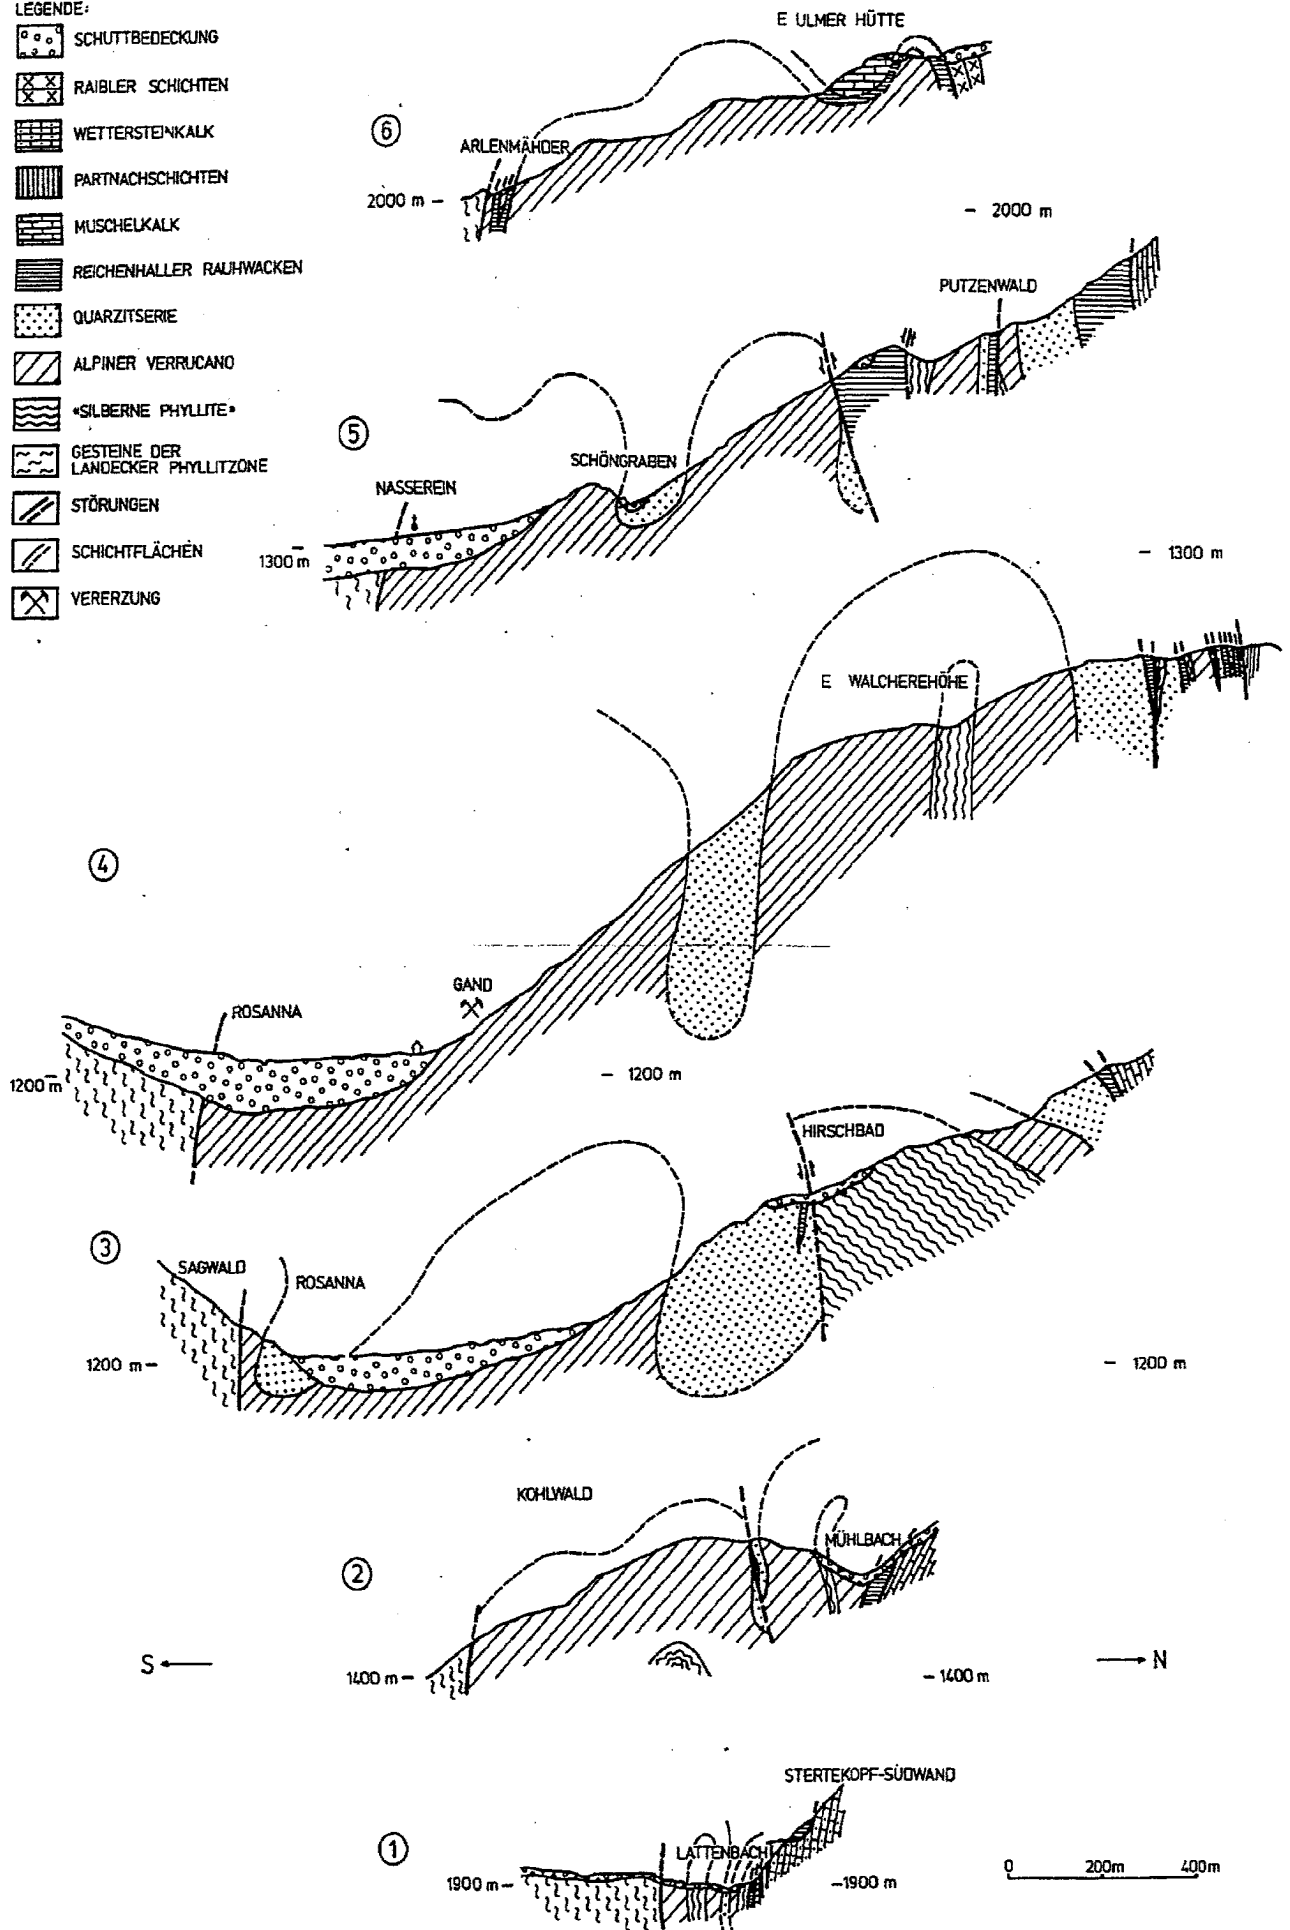 LEGENDE:
SCHUTTBEDECKUNG
RAIBLER SCHICHTEN
WETTERSTEINKALK
PARTNACHSCHICHTEN
MUSCHELKALK
REICHENHALLER RAUHWACKEN
QUARZITSERIE
ALPINER VERRUCANO
«SILBERNE PHYLLITE»
GESTEINE DER
LANDECKER PHYLLITZONE
STÖRUNGEN
SCHICHTFLÄCHEN
VERERZUNG
E ULMER HÜTTE
6
ARLENMÄHDER
2000 m
2000 m
PUTZENWALD
5
SCHÖNGRABEN
NASSEREIN
1300 m
1300 m
E WALCHEREHÖHE
4
GAND
ROSANNA
1200 m
1200 m
HIRSCHBAD
3
SAGWALD
ROSANNA
1200 m
1200 m
KOHLWALD
2
MÜHLBACH
S
N
1400 m
1400 m
STERTEKOPF-SÜDWAND
1
LATTENBACH
1900 m
1900 m
0 200m 400m